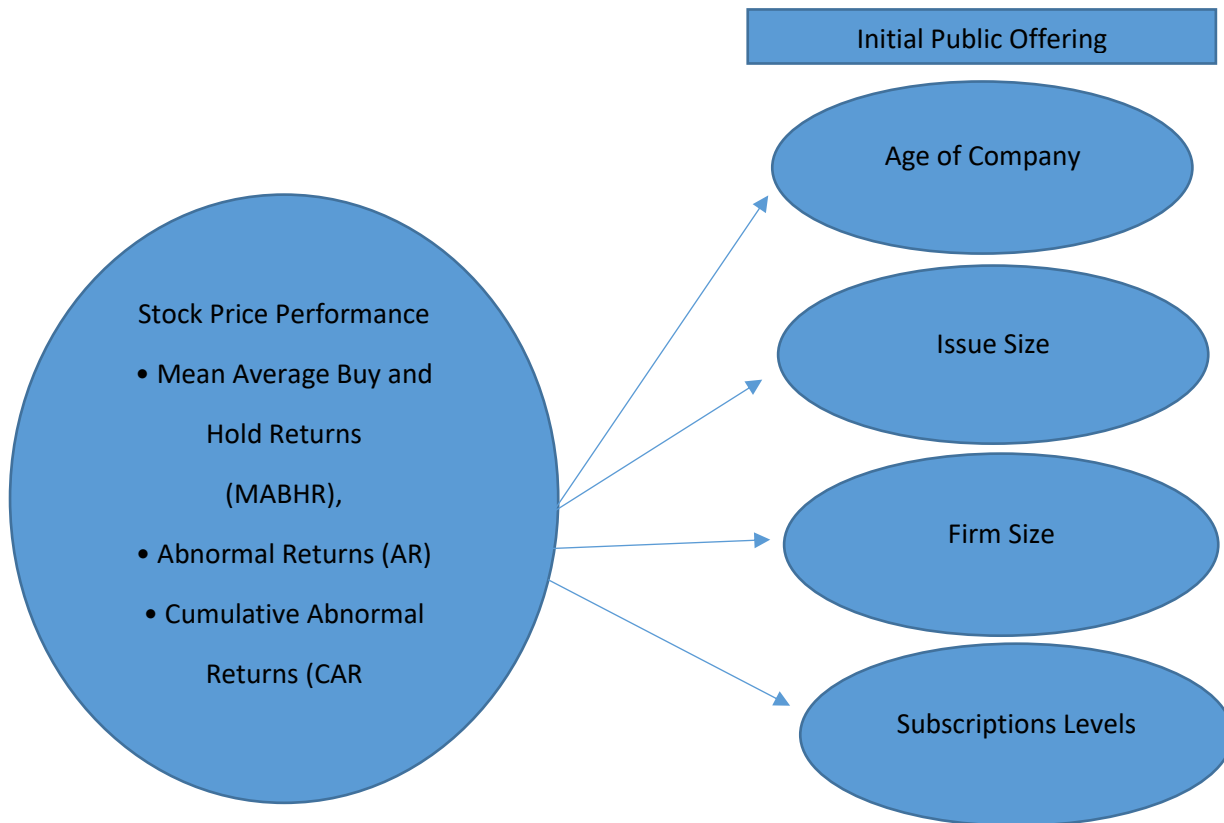 Initial Public Offering
Age of Company
Stock Price Performance
• Mean Average Buy and
Hold Returns
(MABHR),
• Abnormal Returns (AR)
• Cumulative Abnormal
Returns (CAR
Issue Size
Firm Size
Subscriptions Levels